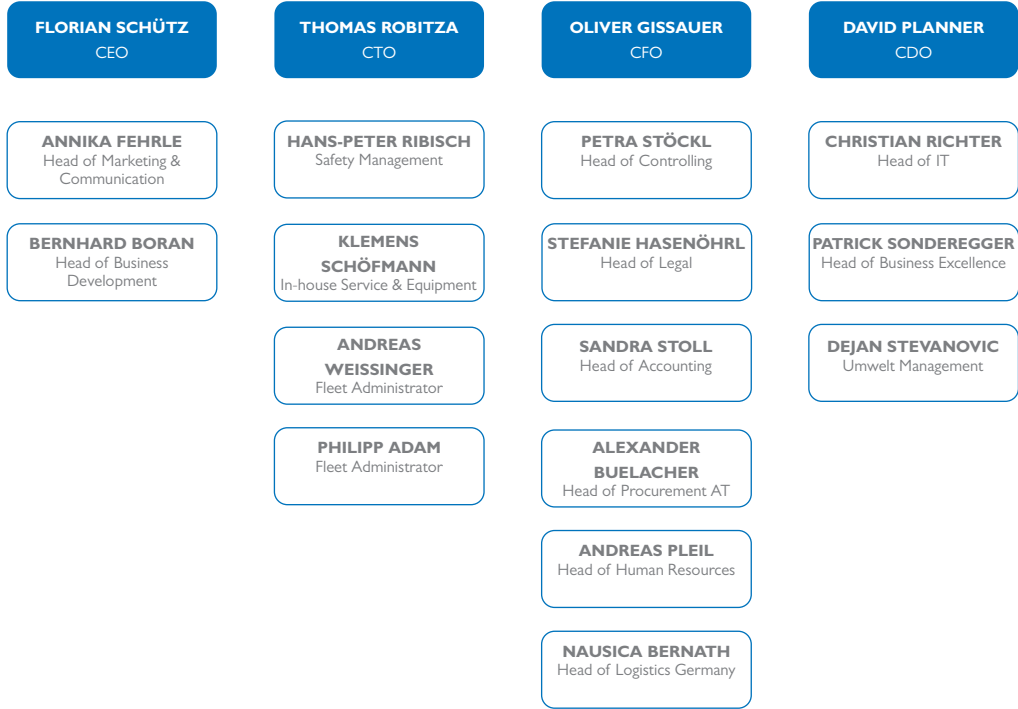 FLORIAN SCHÜTZ
CEO
ANNIKA FEHRLE
Head of Marketing &
Communication
BERNHARD BORAN
Head of Business
Development
THOMAS ROBITZA
CTO
HANS-PETER RIBISCH
Safety Management
KLEMENS
SCHÖFMANN
In-house Service & Equipment
ANDREAS
WEISSINGER
Fleet Administrator
PHILIPP ADAM
Fleet Administrator
OLIVER GISSAUER
CFO
PETRA STÖCKL
Head of Controlling
STEFANIE HASENÖHRL
Head of Legal
SANDRA STOLL
Head of Accounting
ALEXANDER
BUELACHER
Head of Procurement AT
ANDREAS PLEIL
Head of Human Resources
NAUSICA BERNATH
Head of Logistics Germany
DAVID PLANNER
CDO
CHRISTIAN RICHTER
Head of IT
PATRICK SONDEREGGER
Head of Business Excellence
DEJAN STEVANOVIC
Umwelt Management